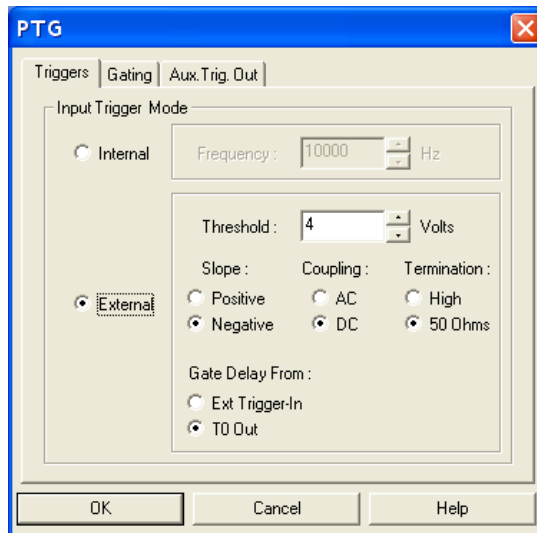 PTG
Triggers Gating Aux.Trig. Out
Input Trigger Mode
Internal Frequency : 10000 Hz
Threshold : 4 Volts
Slope : Coupling : Termination :
External Positive AC High
Negative DC 50 Ohms
Gate Delay From :
Ext Trigger-In
T0 Out
OK Cancel Help